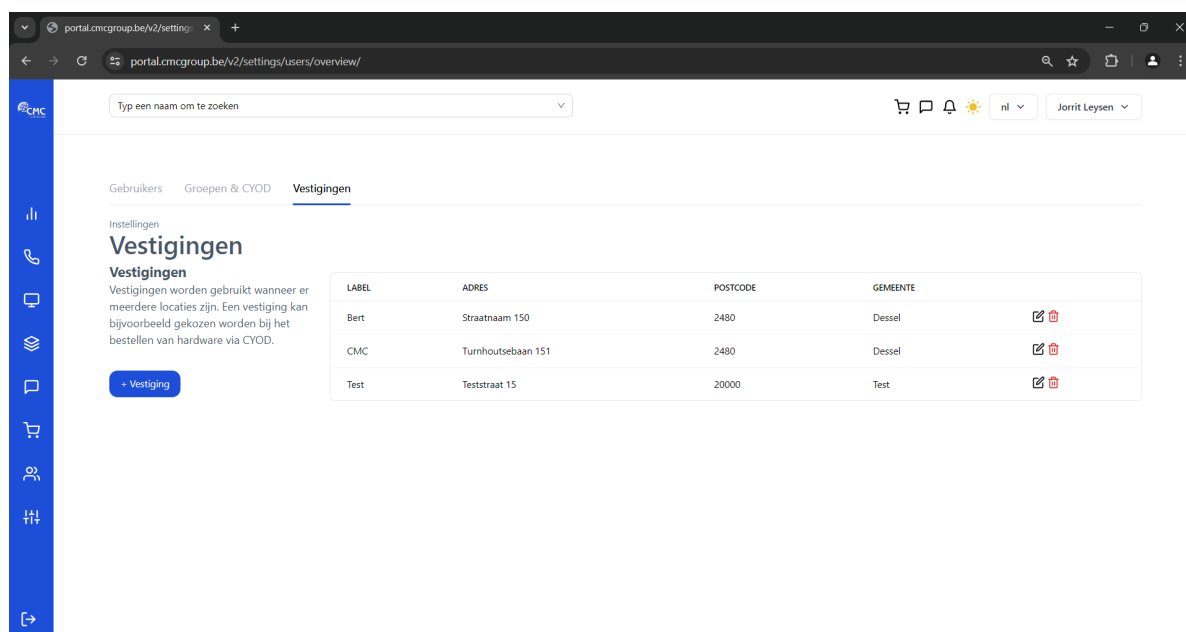 portal.cmcgroup.be/v2/settings
portal.cmcgroup.be/v2/settings/users/overview/
CMC
Typ een naam om te zoeken
nl
Jorrit Leysen
Gebruikers Groepen & CYOD Vestigingen
Instellingen
Vestigingen
Vestigingen
Vestigingen worden gebruikt wanneer er
meerdere locaties zijn. Een vestiging kan
bijvoorbeeld gekozen worden bij het
bestellen van hardware via CYOD.
+ Vestiging
LABEL ADRES POSTCODE GEMEENTE
Bert Straatnaam 150 2480 Dessel
CMC Turnhoutsebaan 151 2480 Dessel
Test Teststraat 15 20000 Test